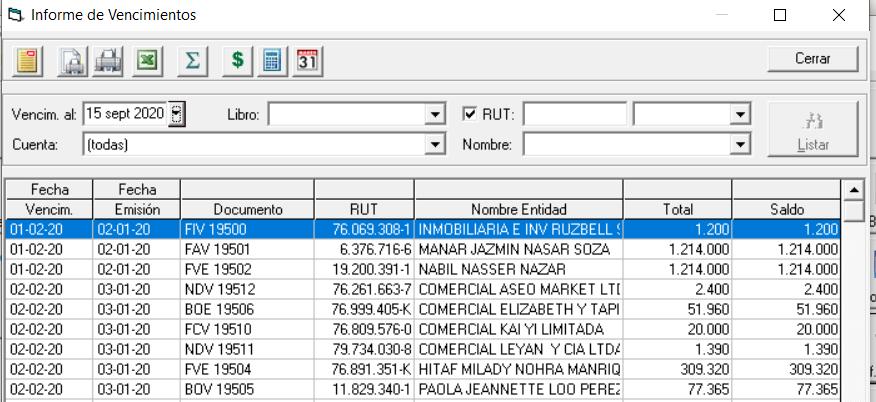 Informe de Vencimientos
31
Cerrar
Vencim. al: 15 sept 2020 Libro: RUT:
Cuenta: (todas) Nombre: Listar
Fecha Vencim. Fecha Emisión Documento RUT Nombre Entidad Total Saldo
01-02-20 02-01-20 FIV 19500 76.069.308-1 INMOBILIARIA E INV RUZBELL 1.200 1.200
01-02-20 02-01-20 FAV 19501 6.376.716-6 MANAR JAZMIN NASAR SOZA 1.214.000 1.214.000
01-02-20 02-01-20 FVE 19502 19.200.391-1 NABIL NASSER NAZAR 1.214.000 1.214.000
02-02-20 03-01-20 NDV 19512 76.261.663-7 COMERCIAL ASEO MARKET LTD 2.400 2.400
02-02-20 03-01-20 BOE 19506 76.999.405-K COMERCIAL ELIZABETH Y TAPI 51.960 51.960
02-02-20 03-01-20 FCV 19510 76.809.576-0 COMERCIAL KAI YI LIMITADA 20.000 20.000
02-02-20 03-01-20 NDV 19511 79.734.030-8 COMERCIAL LEYAN Y CIA LTDA 1.390 1.390
02-02-20 03-01-20 FVE 19504 76.891.351-K HITAF MILADY NOHRA MANRIQ 309.320 309.320
02-02-20 03-01-20 BOV 19505 11.829.340-1 PAOLA JEANNETTE LOO PEREZ 77.365 77.365